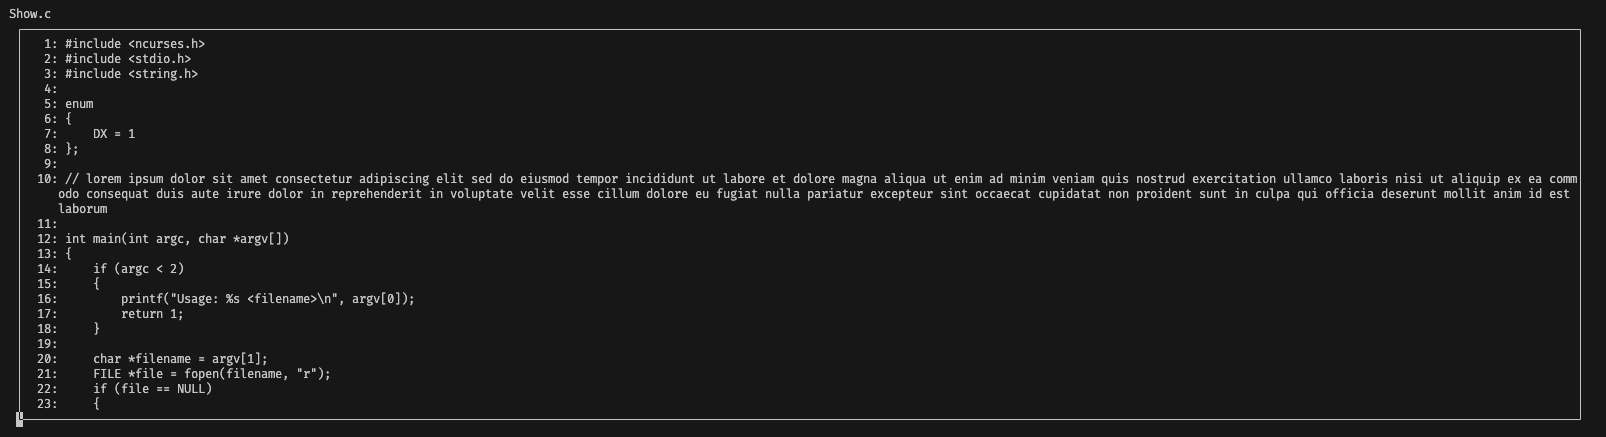 Show.c
1: #include <ncurses.h>
2: #include <stdio.h>
3: #include <string.h>
4:
5: enum
6: {
7:     DX = 1
8: };
9:
10: // lorem ipsum dolor sit amet consectetur adipiscing elit sed do eiusmod tempor incididunt ut labore et dolore magna aliqua ut enim ad minim veniam quis nostrud exercitation ullamco laboris nisi ut aliquip ex ea comm
odo consequat duis aute irure dolor in reprehenderit in voluptate velit esse cillum dolore eu fugiat nulla pariatur excepteur sint occaecat cupidatat non proident sunt in culpa qui officia deserunt mollit anim id est
laborum
11:
12: int main(int argc, char *argv[])
13: {
14:     if (argc < 2)
15:     {
16:         printf("Usage: %s <filename>\n", argv[0]);
17:         return 1;
18:     }
19:
20:     char *filename = argv[1];
21:     FILE *file = fopen(filename, "r");
22:     if (file == NULL)
23:     {